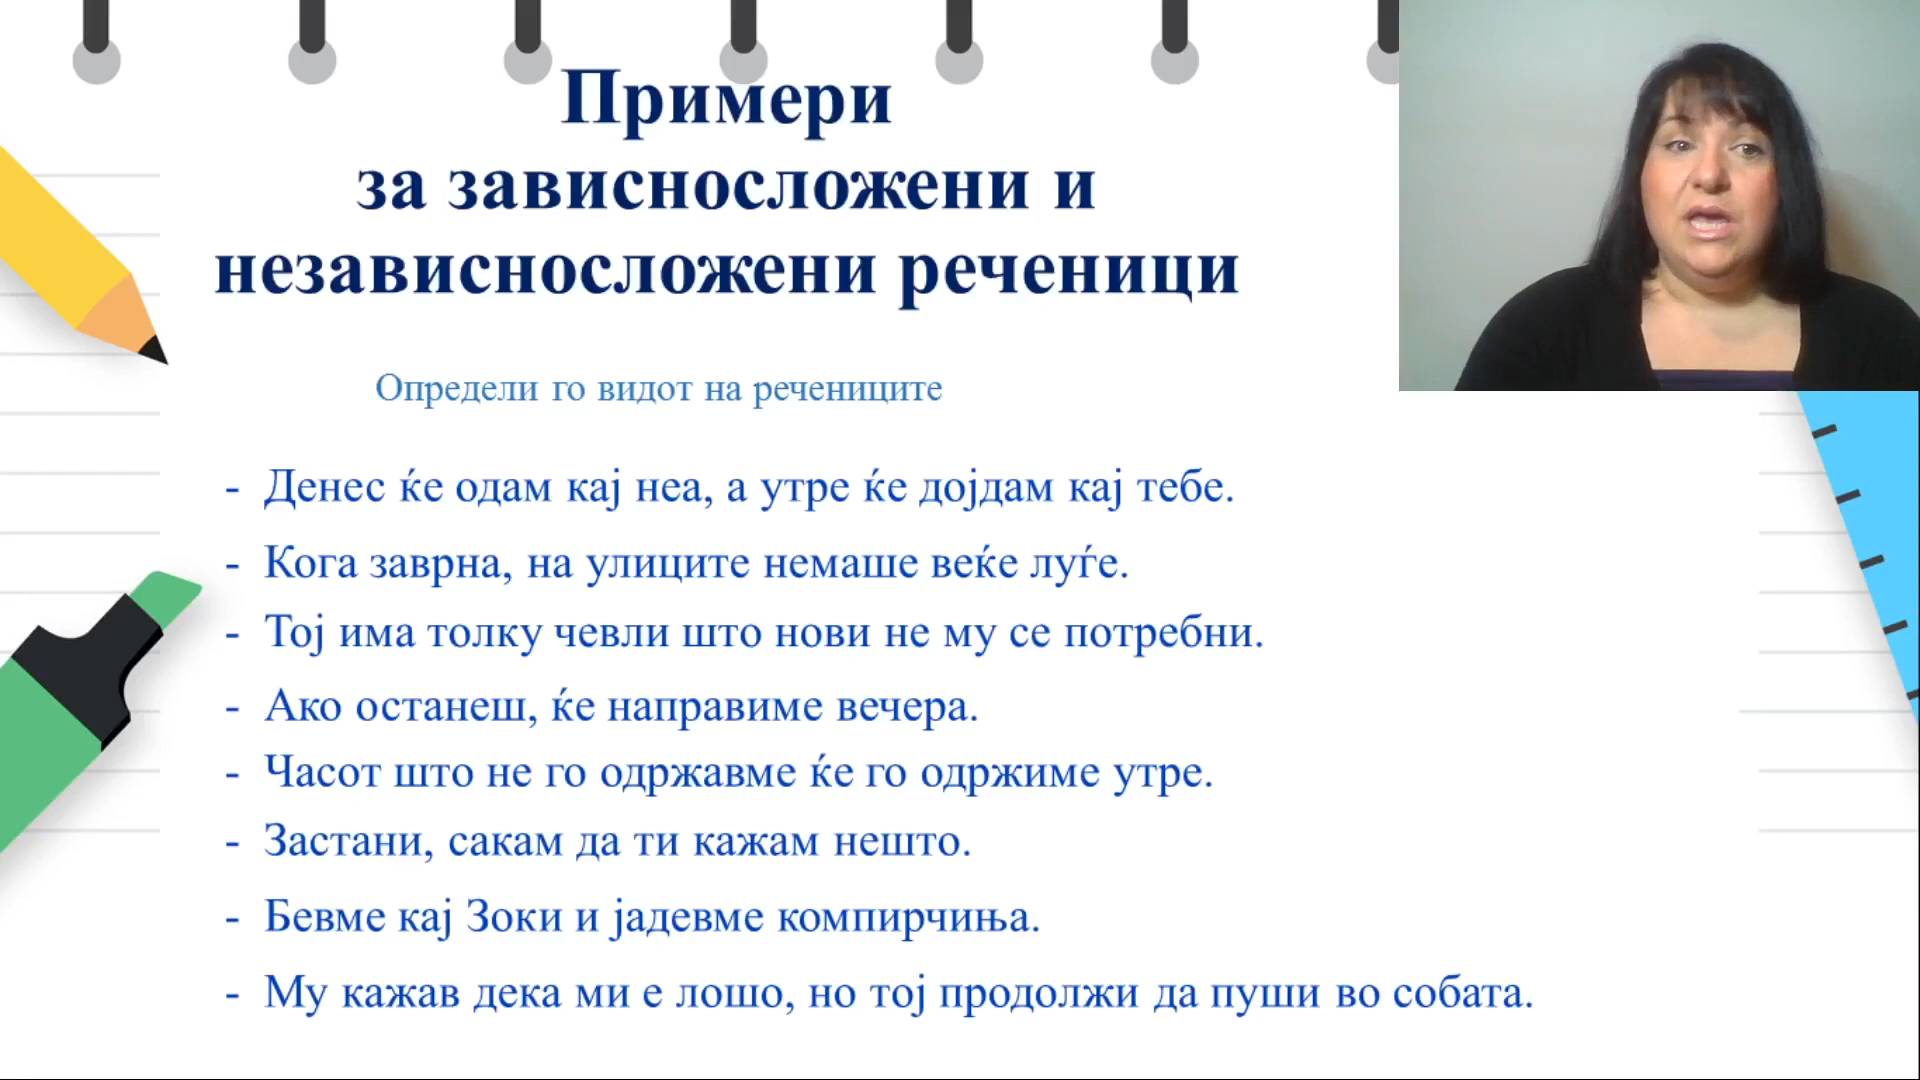 Примери
за зависносложени и
независносложени реченици
Определи го видот на речениците
- Денес ќе одам кај неа, а утре ќе дојдам кај тебе.
- Кога заврна, на улиците немаше веќе луѓе.
- Тој има толку чевли што нови не му се потребни.
- Ако останеш, ќе направиме вечера.
- Часот што не го одржавме ќе го одржиме утре.
- Застани, сакам да ти кажам нешто.
- Бевме кај Зоки и јадевме компирчиња.
- Му кажав дека ми е лошо, но тој продолжи да пуши во собата.